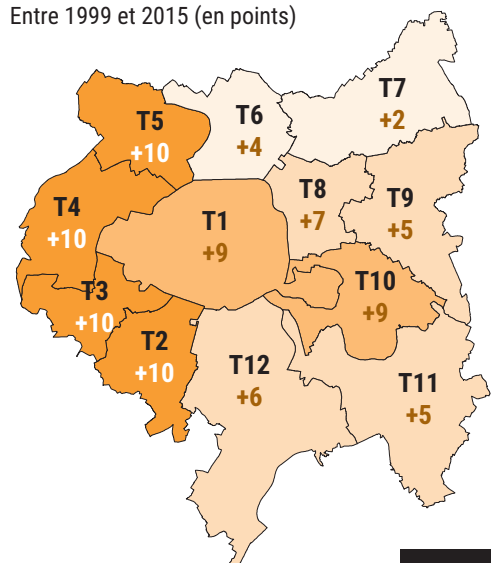 Entre 1999 et 2015 (en points)
T7
+2
T6
+4
T5
+10
T8
+7
T9
+5
T4
+10
T1
+9
T10
+9
T3
+10
T2
+10
T12
+6
T11
+5